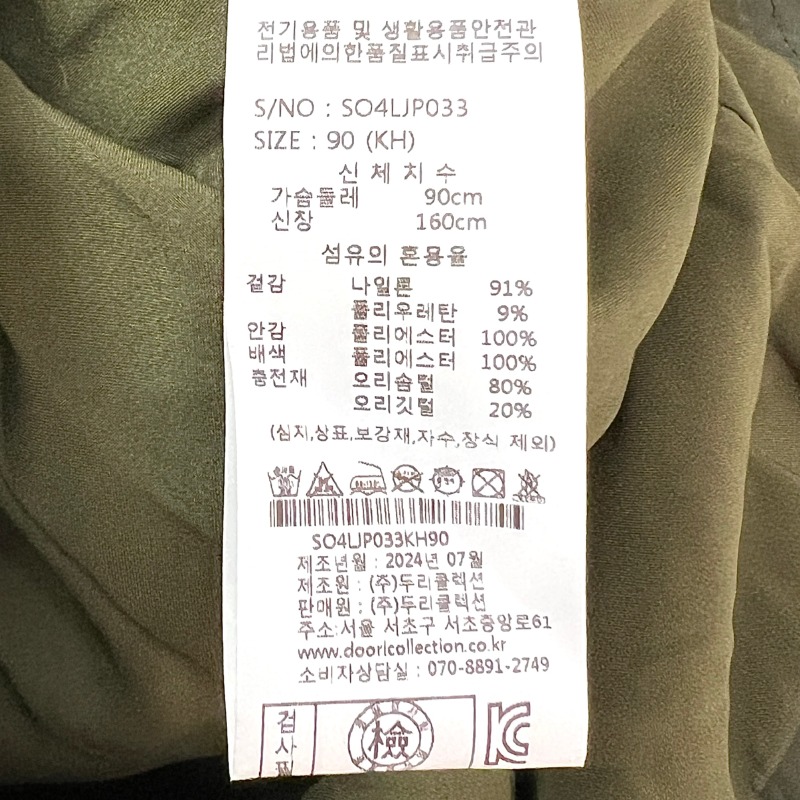 전기용품 및 생활용품안전관
리법에의한품질표시취급주의
S/NO : SO4LJP033
SIZE : 90 (KH)
신 체 치 수
가슴둘레 90cm
신장 160cm
섬유의 혼용율
겉감 나일론 91%
폴리우레탄 9%
안감 폴리에스터 100%
배색 폴리에스터 100%
충전재 오리솜털 80%
오리깃털 20%
(심지,상표,보강재,자수,장식 제외)
SO4LJP033KH90
제조년월 : 2024년 07월
제조원 : (주)두리콜렉션
판매원 : (주)두리콜렉션
주소:서울 서초구 서초중앙로61
www.doorlcollection.co.kr
소비자상담실 : 070-8891-2749
검 檢 KC
사
필